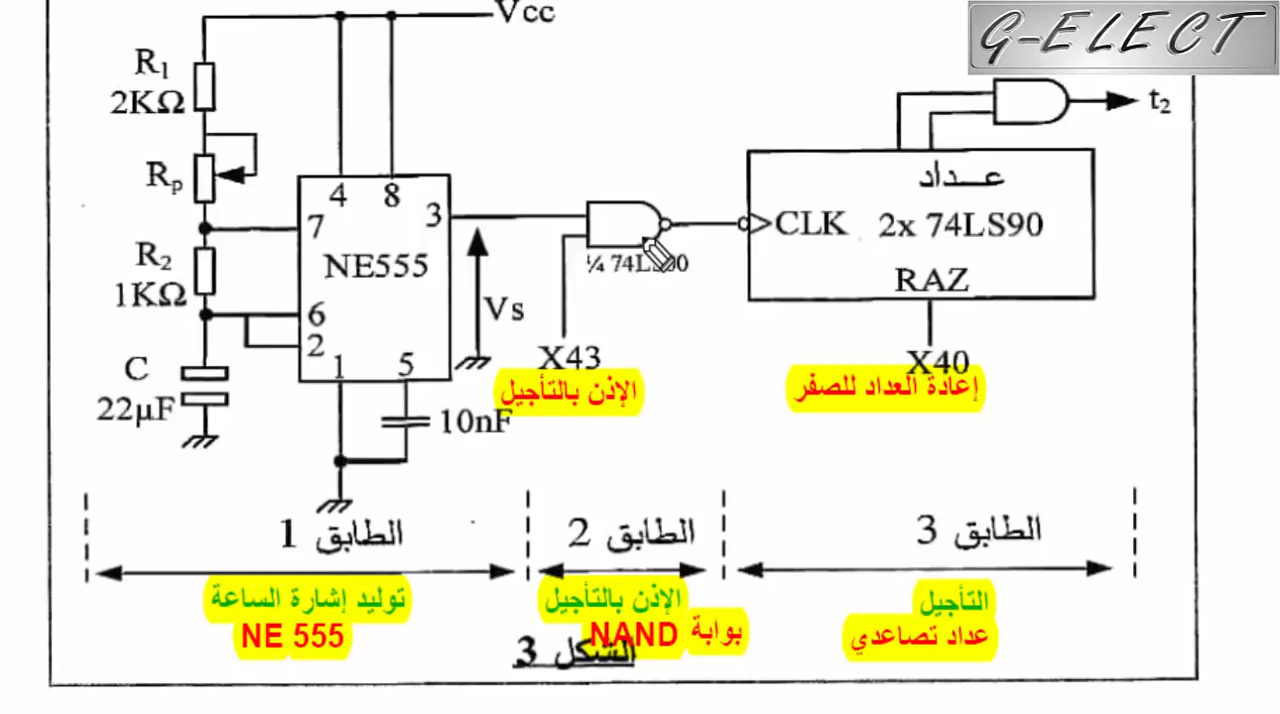 G-ELECT
Vcc
R₁
2KΩ
Rₚ
R₂
1KΩ
C
22µF
4
8
7
3
NE555
6
2
1
5
10nF
Vs
¼ 74LS00
X43
الإذن بالتأجيل
t₂
عــداد
CLK
2x 74LS90
RAZ
X40
إعادة العداد للصفر
الطابق 1
الطابق 2
الطابق 3
توليد إشارة الساعة
NE 555
الإذن بالتأجيل
بوابة NAND
التأجيل
عداد تصاعدي
الشكل 3